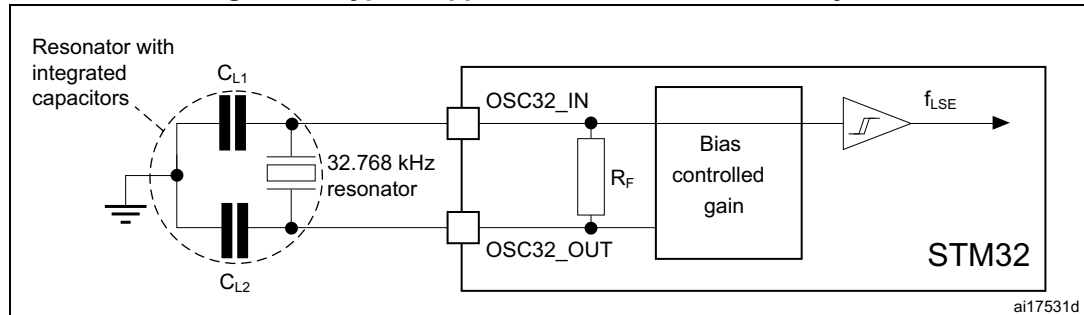 Resonator with
integrated
capacitors
CL1
32.768 kHz
resonator
CL2
OSC32_IN
OSC32_OUT
RF
Bias
controlled
gain
fLSE
STM32
ai17531d